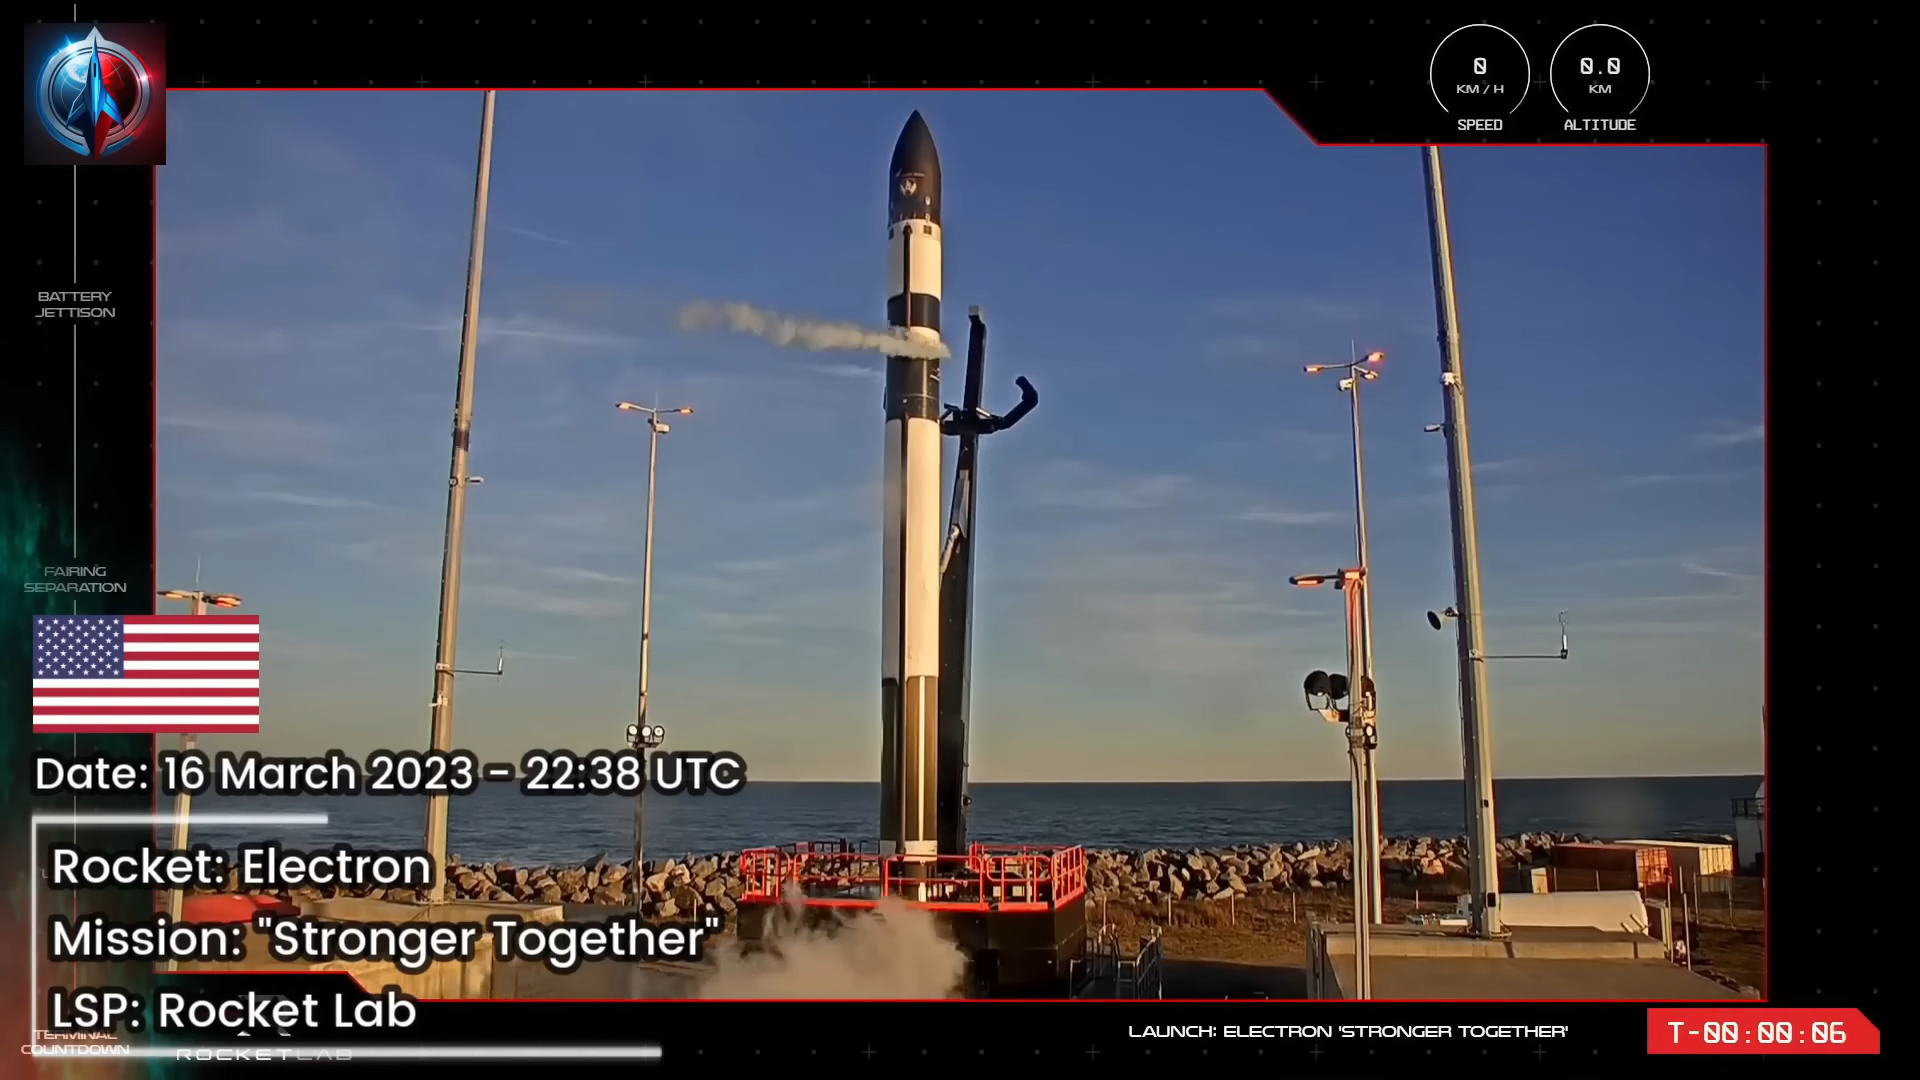 0
KM/H
SPEED
0.0
KM
ALTITUDE
BATTERY
JETTISON
FAIRING
SEPARATION
Date: 16 March 2023 - 22:38 UTC
Rocket: Electron
Mission: "Stronger Together"
LSP: Rocket Lab
TERMINAL
COUNTDOWN
ROCKETLAB
LAUNCH: ELECTRON 'STRONGER TOGETHER'
T-00:00:06